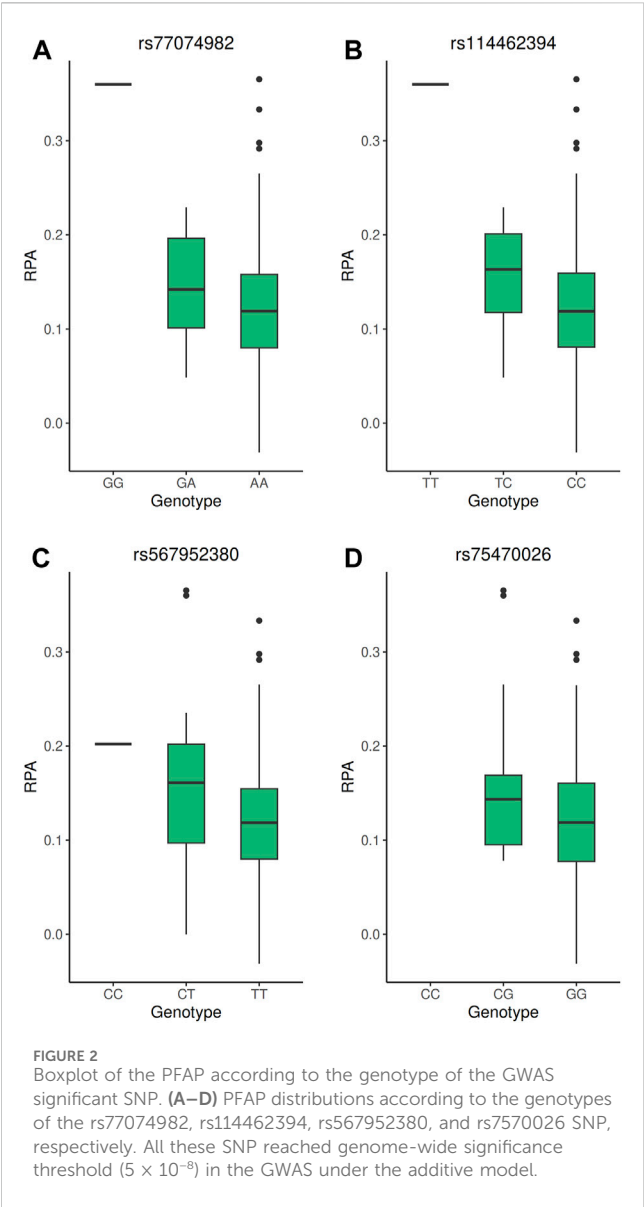 A
rs77074982
0.3
0.2
0.1
0.0
RPA
GG GA AA
Genotype
B
rs114462394
0.3
0.2
0.1
0.0
RPA
TT TC CC
Genotype
C
rs567952380
0.3
0.2
0.1
0.0
RPA
CC CT TT
Genotype
D
rs75470026
0.3
0.2
0.1
0.0
RPA
CC CG GG
Genotype
FIGURE 2
Boxplot of the PFAP according to the genotype of the GWAS
significant SNP. (A–D) PFAP distributions according to the genotypes
of the rs77074982, rs114462394, rs567952380, and rs7570026 SNP,
respectively. All these SNP reached genome-wide significance
threshold (5 × 10⁻⁸) in the GWAS under the additive model.